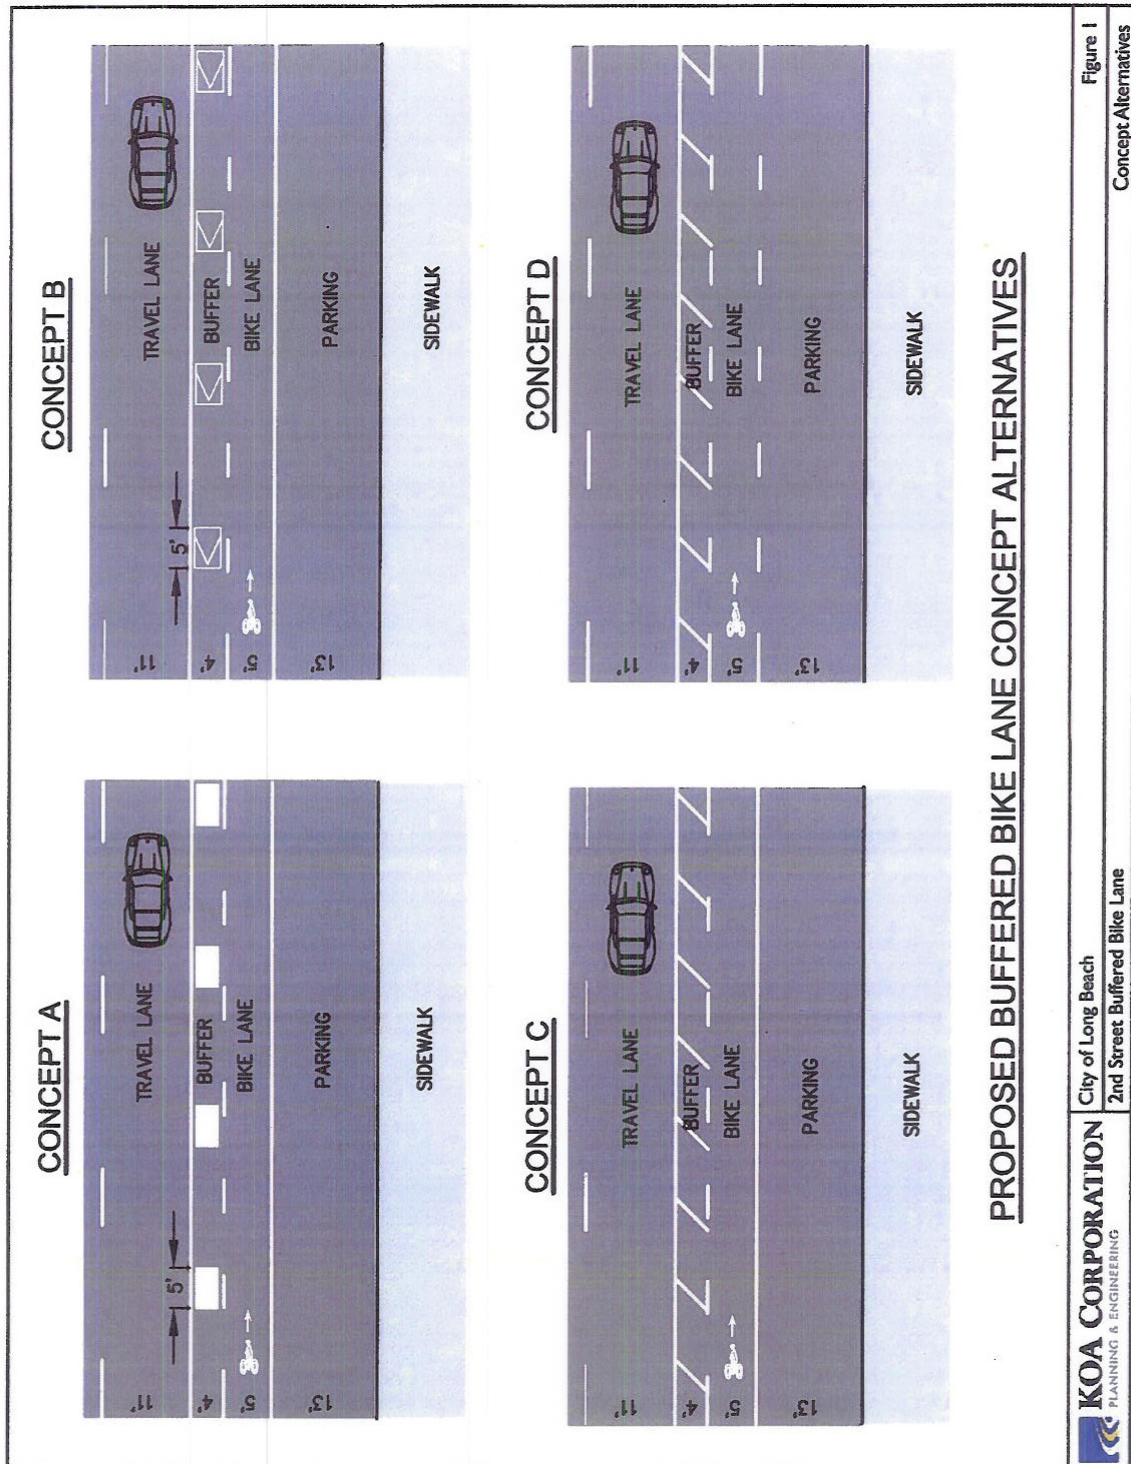 CONCEPT A
TRAVEL LANE
5'
BUFFER
BIKE LANE
PARKING
SIDEWALK
11'
4'
5'
13'
CONCEPT B
TRAVEL LANE
5'
BUFFER
BIKE LANE
PARKING
SIDEWALK
11'
4'
5'
13'
CONCEPT C
TRAVEL LANE
BUFFER
BIKE LANE
PARKING
SIDEWALK
11'
4'
5'
13'
CONCEPT D
TRAVEL LANE
BUFFER
BIKE LANE
PARKING
SIDEWALK
11'
4'
5'
13'
PROPOSED BUFFERED BIKE LANE CONCEPT ALTERNATIVES
KOA CORPORATION
PLANNING & ENGINEERING
City of Long Beach
Figure 1
2nd Street Buffered Bike Lane
Concept Alternatives